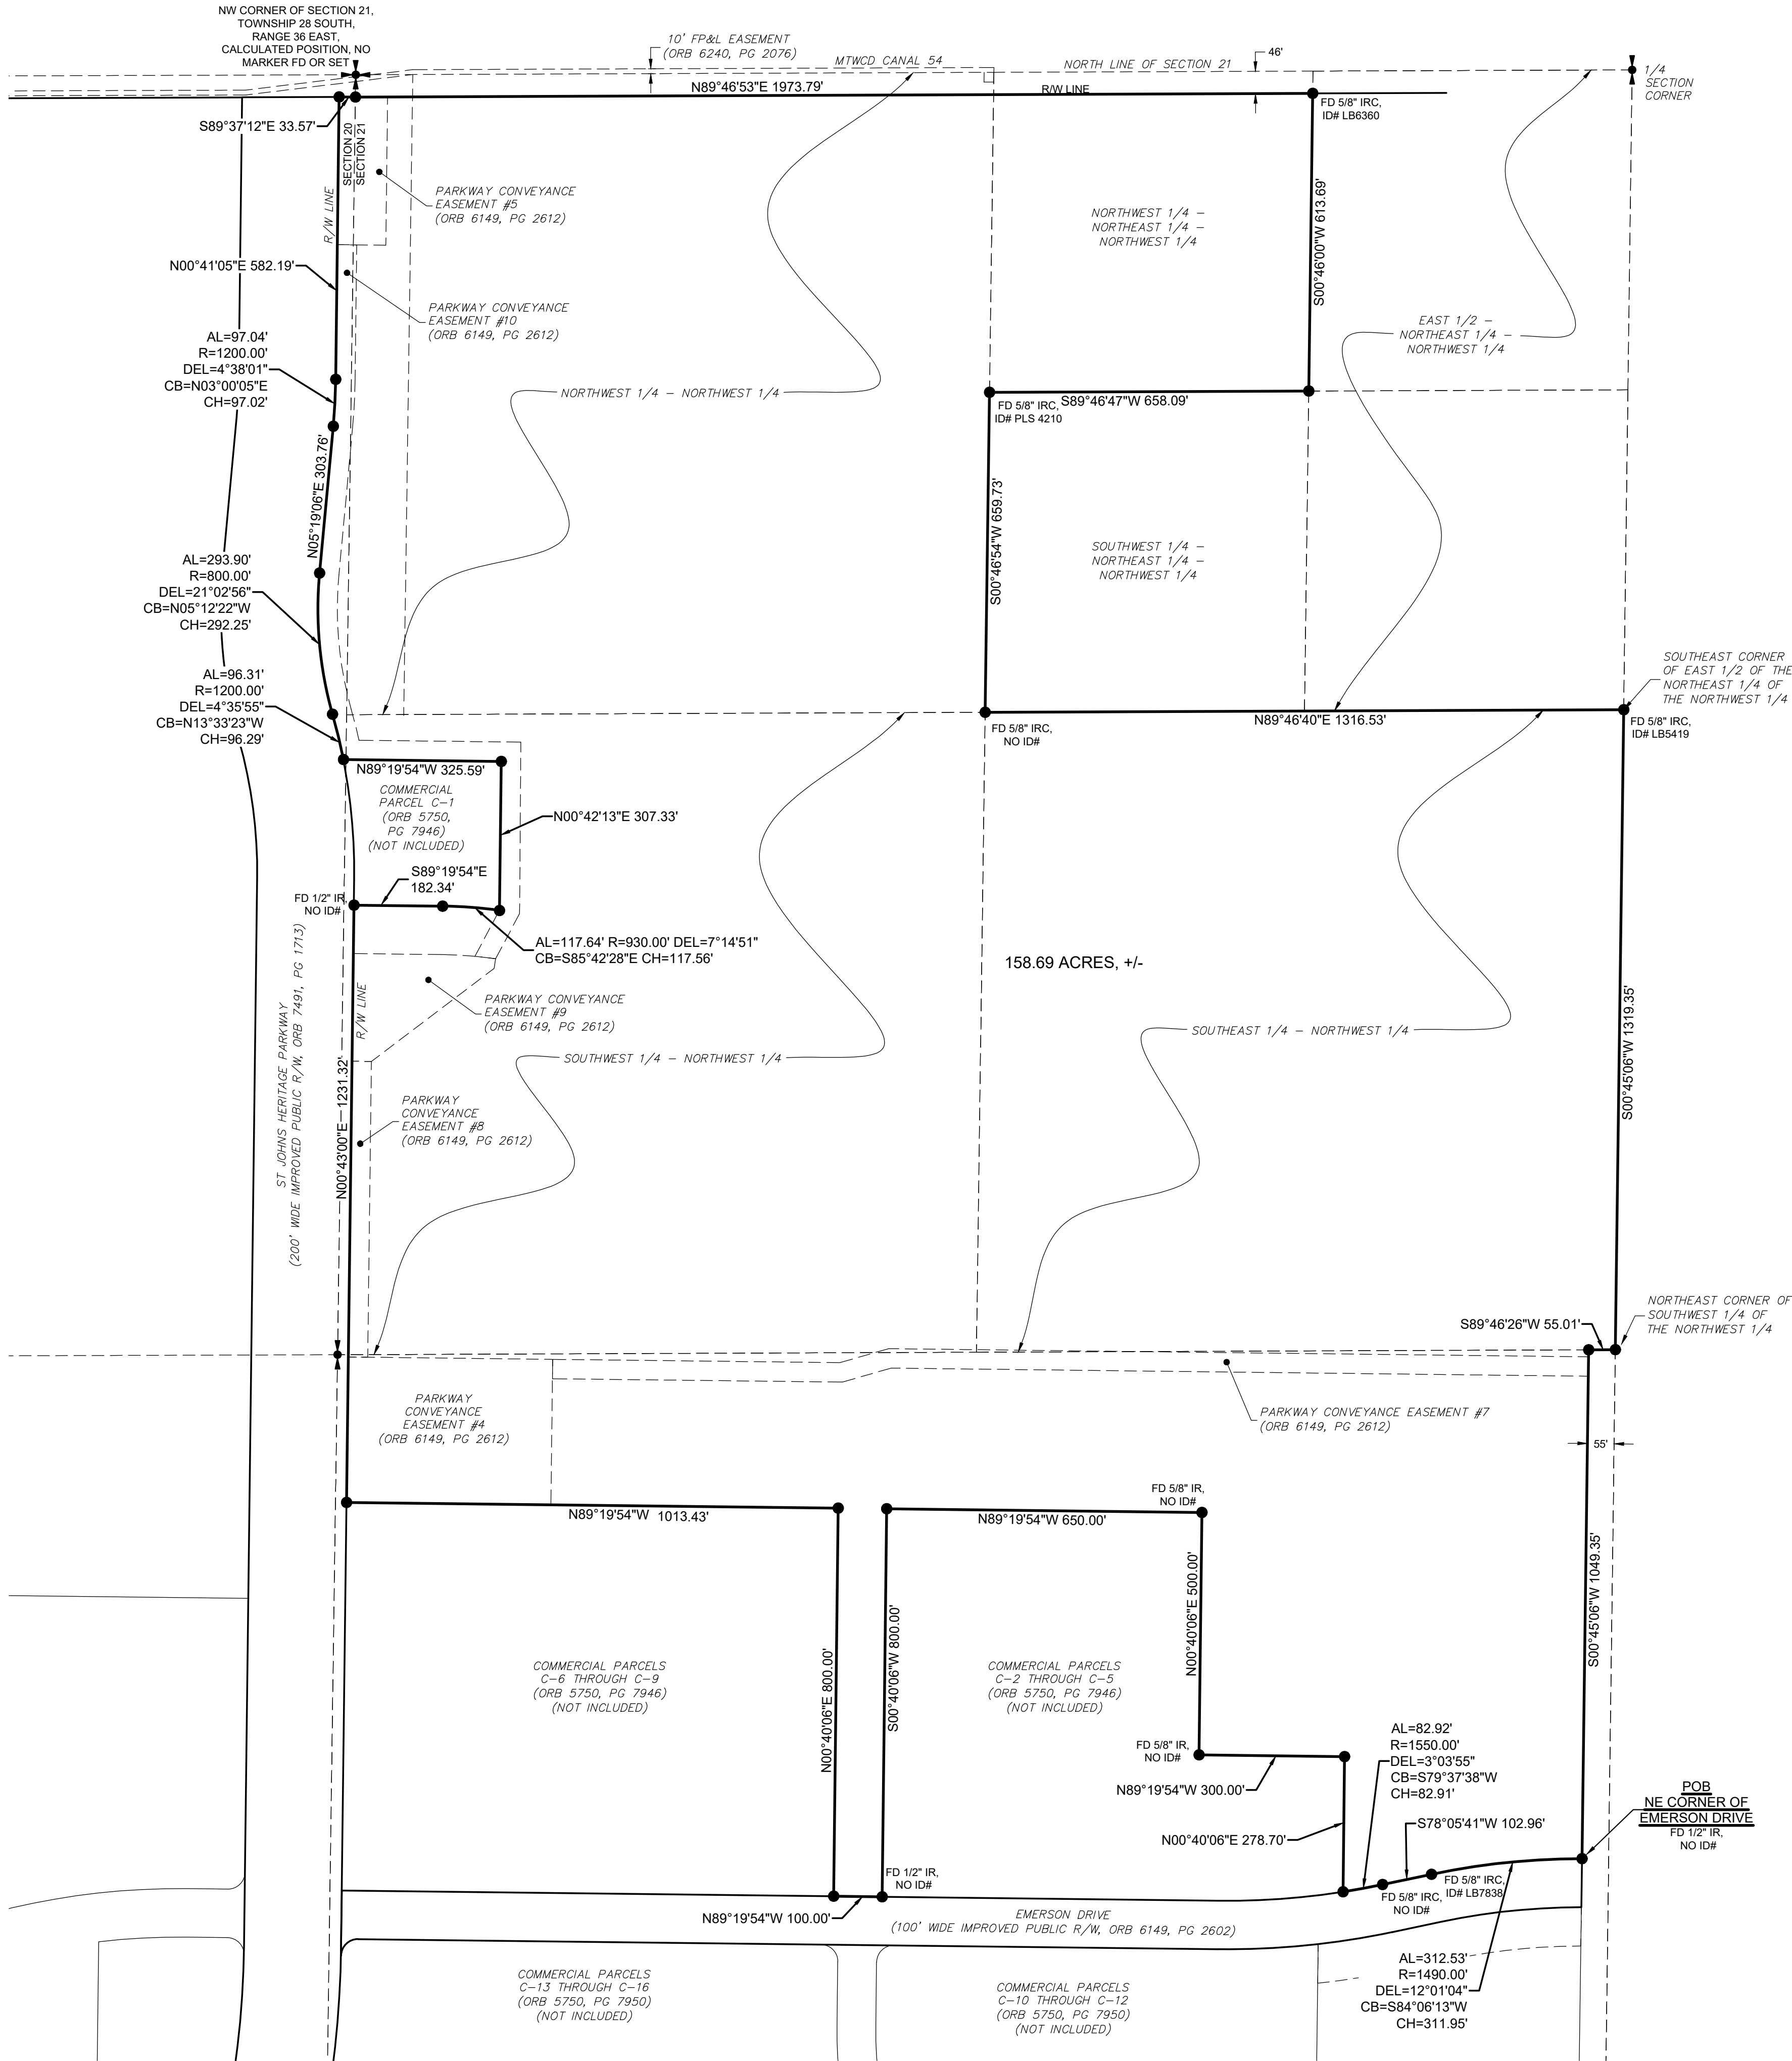 NW CORNER OF SECTION 21,
TOWNSHIP 28 SOUTH,
RANGE 36 EAST,
CALCULATED POSITION, NO
MARKER FD OR SET
10' FP&L EASEMENT
(ORB 6240, PG 2076)
MTWCD CANAL 54
NORTH LINE OF SECTION 21
46'
1/4
SECTION
CORNER
N89°46'53"E 1973.79'
R/W LINE
FD 5/8" IRC,
ID# LB6360
S89°37'12"E 33.57'
SECTION 20
SECTION 21
R/W LINE
PARKWAY CONVEYANCE
EASEMENT #5
(ORB 6149, PG 2612)
NORTHWEST 1/4 –
NORTHEAST 1/4 –
NORTHWEST 1/4
S00°46'00"W 613.69'
N00°41'05"E 582.19'
PARKWAY CONVEYANCE
EASEMENT #10
(ORB 6149, PG 2612)
EAST 1/2 –
NORTHEAST 1/4 –
NORTHWEST 1/4
AL=97.04'
R=1200.00'
DEL=4°38'01"
CB=N03°00'05"E
CH=97.02'
NORTHWEST 1/4 – NORTHWEST 1/4
FD 5/8" IRC,
ID# PLS 4210
S89°46'47"W 658.09'
N05°19'06"E 303.76'
S00°46'54"W 659.73'
SOUTHWEST 1/4 –
NORTHEAST 1/4 –
NORTHWEST 1/4
AL=293.90'
R=800.00'
DEL=21°02'56"
CB=N05°12'22"W
CH=292.25'
AL=96.31'
R=1200.00'
DEL=4°35'55"
CB=N13°33'23"W
CH=96.29'
SOUTHEAST CORNER
OF EAST 1/2 OF THE
NORTHEAST 1/4 OF
THE NORTHWEST 1/4
FD 5/8" IRC,
NO ID#
N89°46'40"E 1316.53'
FD 5/8" IRC,
ID# LB5419
N89°19'54"W 325.59'
COMMERCIAL
PARCEL C–1
(ORB 5750,
PG 7946)
(NOT INCLUDED)
N00°42'13"E 307.33'
S89°19'54"E
182.34'
FD 1/2" IR,
NO ID#
AL=117.64' R=930.00' DEL=7°14'51"
CB=S85°42'28"E CH=117.56'
158.69 ACRES, +/-
ST JOHNS HERITAGE PARKWAY
(200' WIDE IMPROVED PUBLIC R/W, ORB 7491, PG 1713)
R/W LINE
PARKWAY CONVEYANCE
EASEMENT #9
(ORB 6149, PG 2612)
SOUTHWEST 1/4 – NORTHWEST 1/4
SOUTHEAST 1/4 – NORTHWEST 1/4
S00°45'06"W 1319.35'
N00°43'00"E 1231.32'
PARKWAY
CONVEYANCE
EASEMENT #8
(ORB 6149, PG 2612)
S89°46'26"W 55.01'
NORTHEAST CORNER OF
SOUTHWEST 1/4 OF
THE NORTHWEST 1/4
PARKWAY
CONVEYANCE
EASEMENT #4
(ORB 6149, PG 2612)
PARKWAY CONVEYANCE EASEMENT #7
(ORB 6149, PG 2612)
55'
FD 5/8" IR,
NO ID#
N89°19'54"W 1013.43'
N89°19'54"W 650.00'
S00°45'06"W 1049.35'
N00°40'06"E 500.00'
COMMERCIAL PARCELS
C–6 THROUGH C–9
(ORB 5750, PG 7946)
(NOT INCLUDED)
N00°40'06"E 800.00'
S00°40'06"W 800.00'
COMMERCIAL PARCELS
C–2 THROUGH C–5
(ORB 5750, PG 7946)
(NOT INCLUDED)
FD 5/8" IR,
NO ID#
N89°19'54"W 300.00'
AL=82.92'
R=1550.00'
DEL=3°03'55"
CB=S79°37'38"W
CH=82.91'
N00°40'06"E 278.70'
S78°05'41"W 102.96'
POB
NE CORNER OF
EMERSON DRIVE
FD 1/2" IR,
NO ID#
FD 1/2" IR,
NO ID#
FD 5/8" IRC,
ID# LB7838
FD 5/8" IRC,
NO ID#
N89°19'54"W 100.00'
EMERSON DRIVE
(100' WIDE IMPROVED PUBLIC R/W, ORB 6149, PG 2602)
COMMERCIAL PARCELS
C–13 THROUGH C–16
(ORB 5750, PG 7950)
(NOT INCLUDED)
COMMERCIAL PARCELS
C–10 THROUGH C–12
(ORB 5750, PG 7950)
(NOT INCLUDED)
AL=312.53'
R=1490.00'
DEL=12°01'04"
CB=S84°06'13"W
CH=311.95'